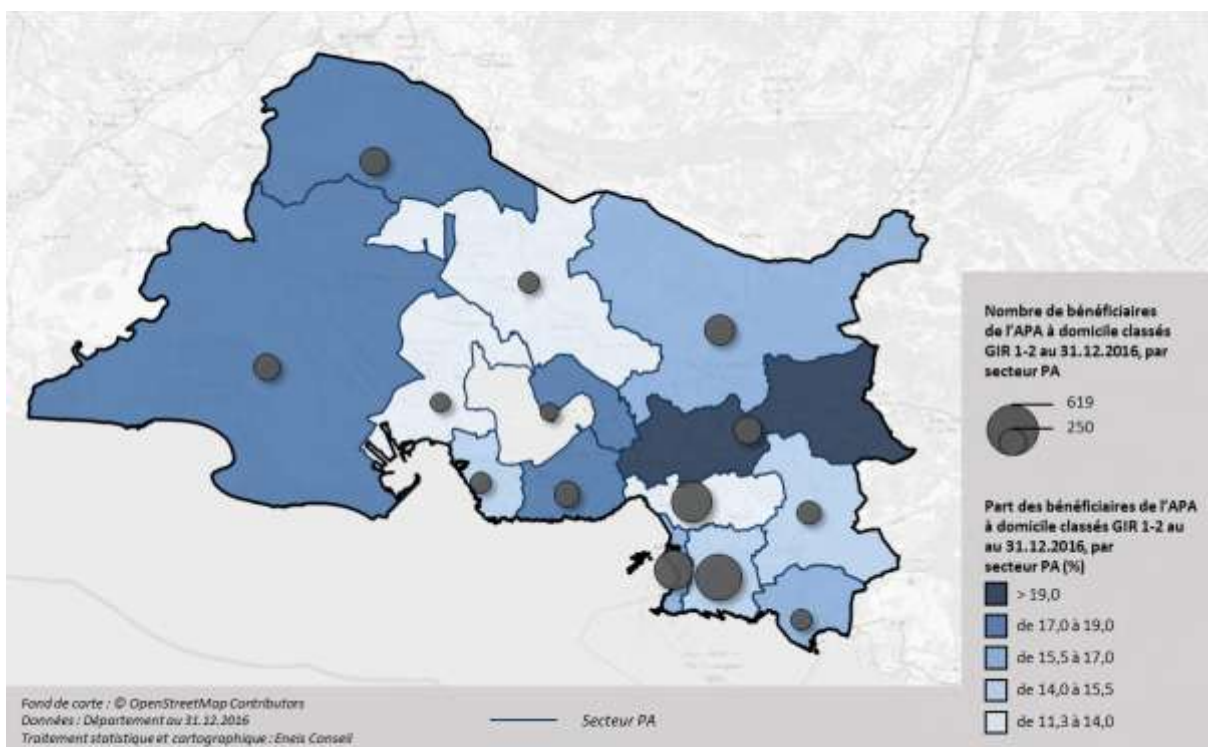 Nombre de bénéficiaires
de l'APA à domicile classés
GIR 1-2 au 31.12.2016, par
secteur PA
619
250
Part des bénéficiaires de l'APA
à domicile classés GIR 1-2 au
au 31.12.2016, par
secteur PA (%)
> 19,0
de 17,0 à 19,0
de 15,5 à 17,0
de 14,0 à 15,5
de 11,3 à 14,0
Fond de carte : © OpenStreetMap Contributors
Données : Département au 31.12.2016
Traitement statistique et cartographique : Eneis Conseil
Secteur PA